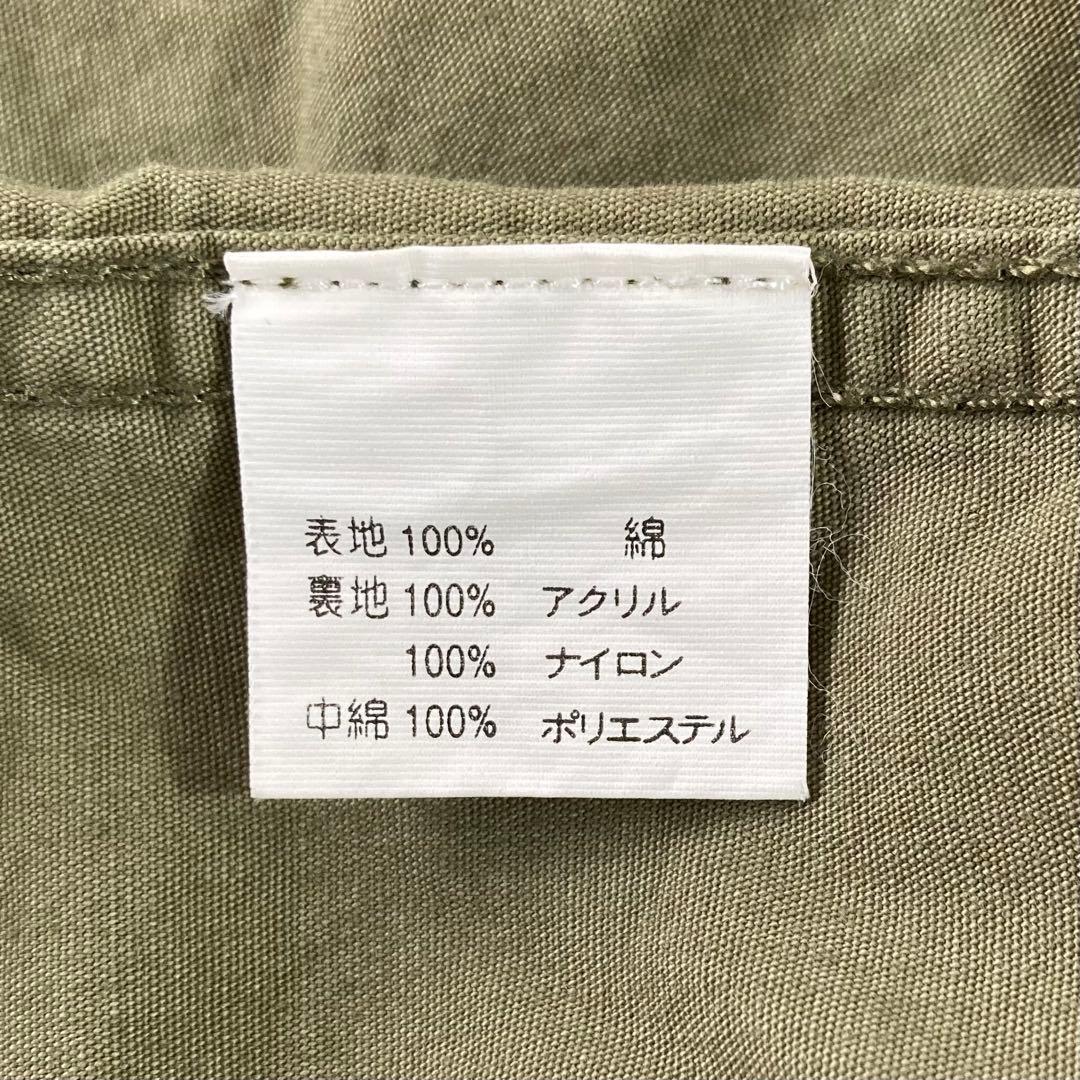 表地 100% 綿
裏地 100% アクリル
100% ナイロン
中綿 100% ポリエステル